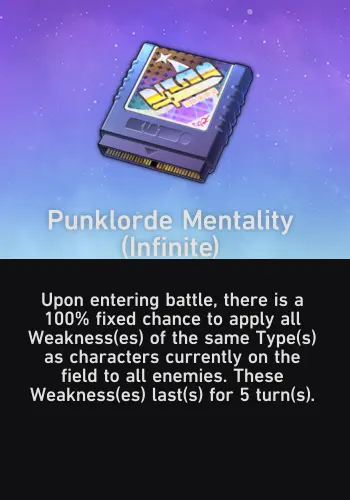 Punklorde Mentality
(Infinite)
Upon entering battle, there is a
100% fixed chance to apply all
Weakness(es) of the same Type(s)
as characters currently on the
field to all enemies. These
Weakness(es) last(s) for 5 turn(s).